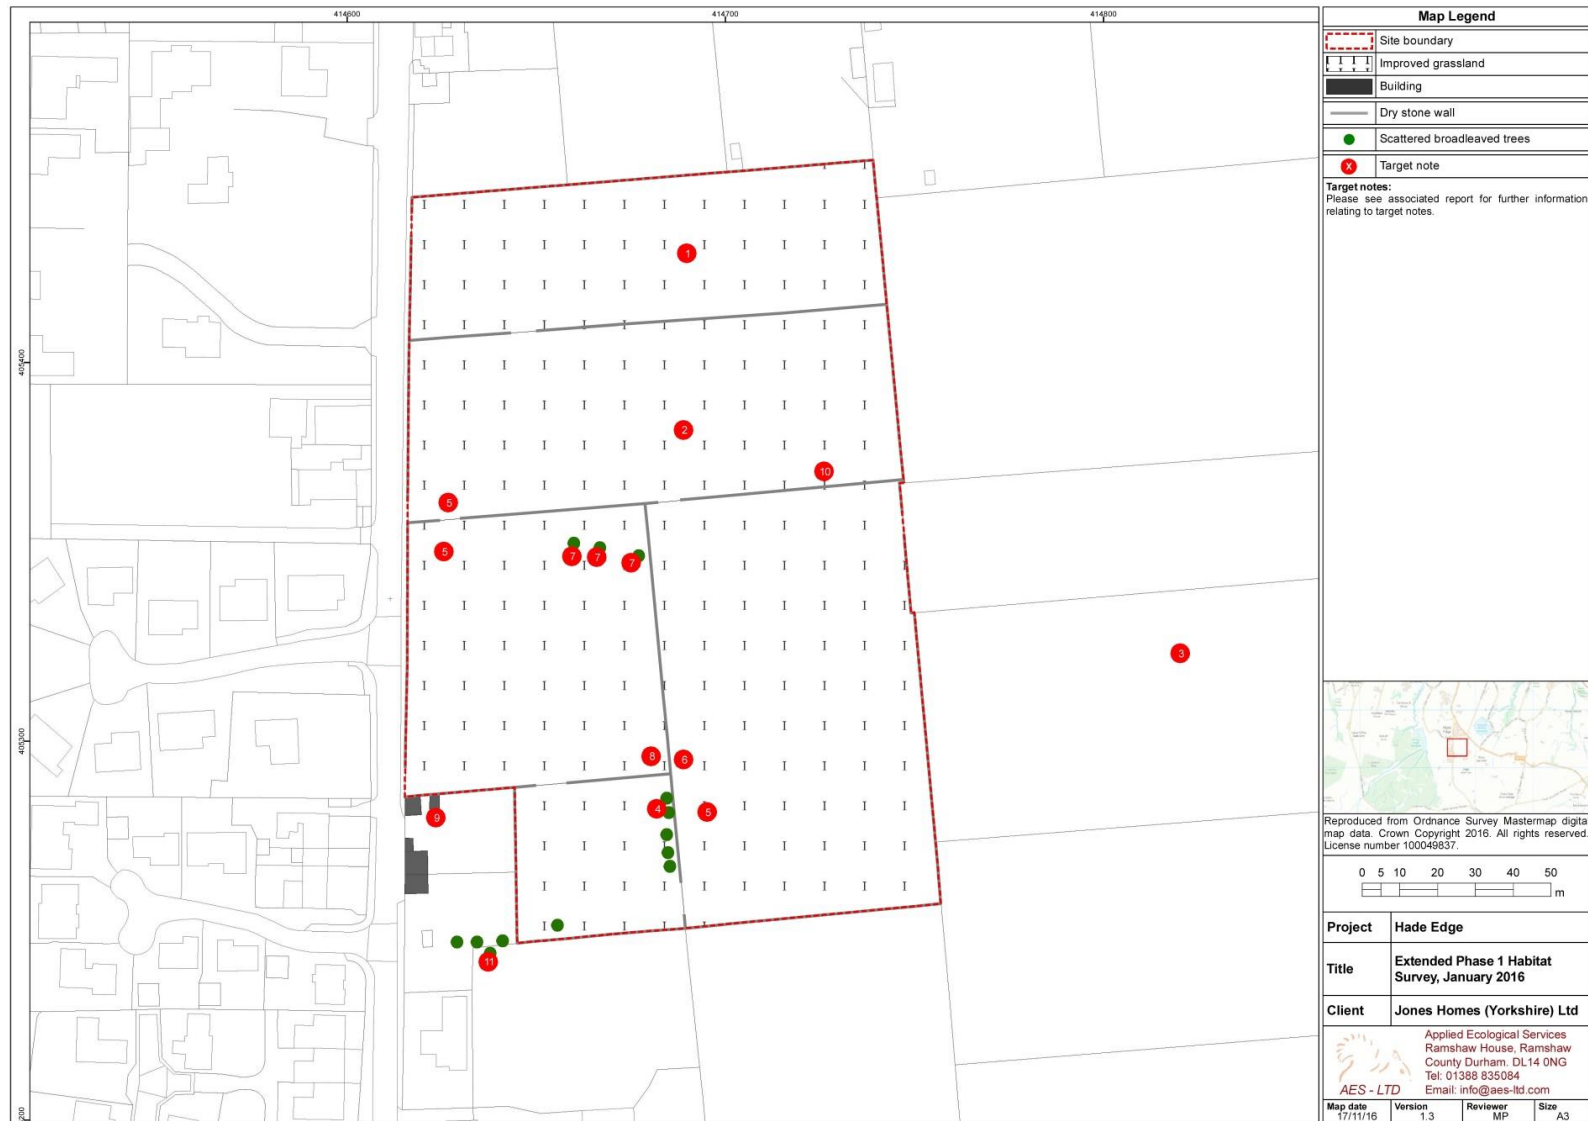 414600
414700
414800
405400
405300
200
1
2
10
5
5
7
7
7
3
8
6
4
5
9
11
Map Legend
Site boundary
Improved grassland
Building
Dry stone wall
Scattered broadleaved trees
X Target note
Target notes:
Please see associated report for further information
relating to target notes.
Reproduced from Ordnance Survey Mastermap digita
map data. Crown Copyright 2016. All rights reserved.
License number 100049837.
0 5 10 20 30 40 50
m
Project Hade Edge
Title Extended Phase 1 Habitat
Survey, January 2016
Client Jones Homes (Yorkshire) Ltd
Applied Ecological Services
Ramshaw House, Ramshaw
County Durham. DL14 0NG
Tel: 01388 835084
Email: info@aes-ltd.com
AES - LTD
Map date Version Reviewer Size
17/11/16 1.3 MP A3